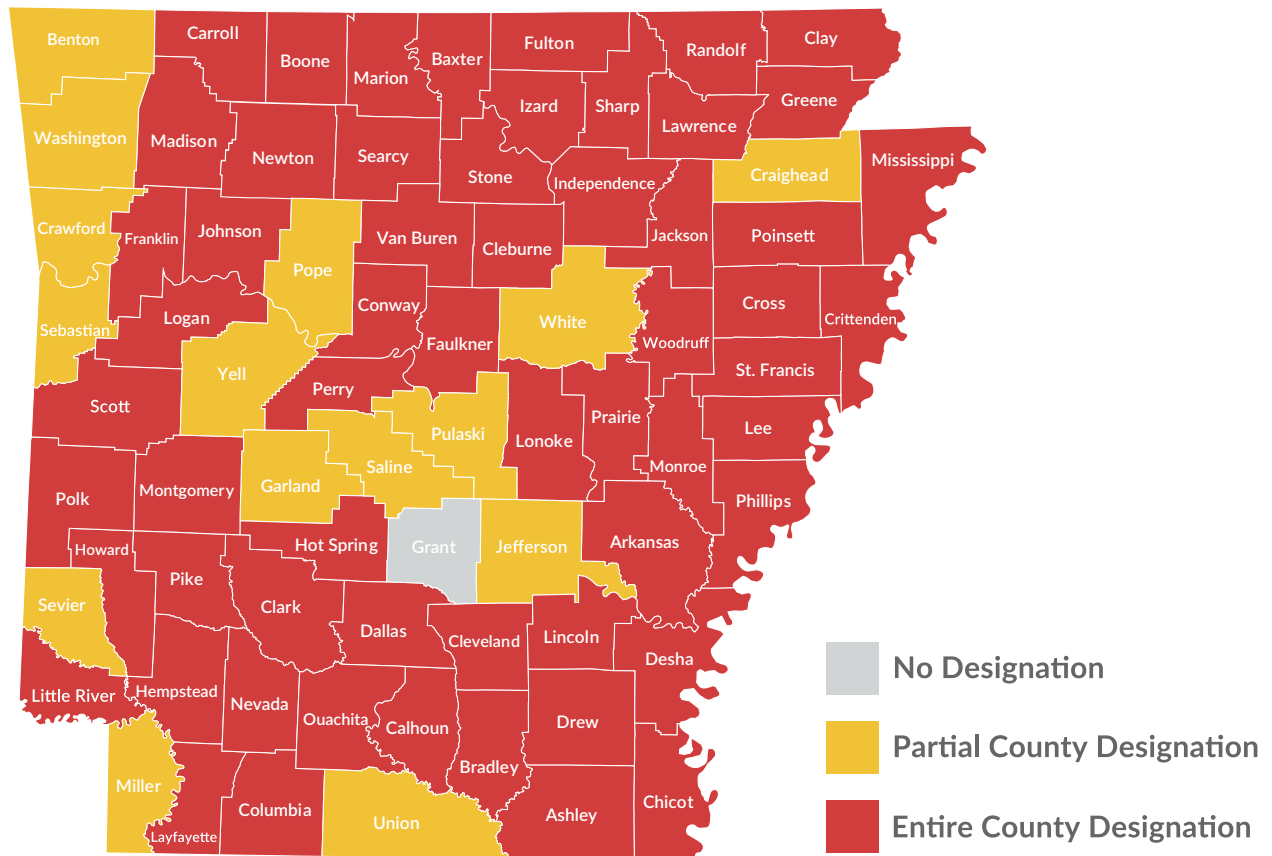 Benton
Carroll
Boone
Marion
Baxter
Fulton
Randolf
Clay
Izard
Sharp
Lawrence
Greene
Washington
Madison
Newton
Searcy
Stone
Independence
Craighead
Mississippi
Crawford
Franklin
Johnson
Pope
Van Buren
Cleburne
Jackson
Poinsett
Sebastian
Logan
Conway
Faulkner
White
Woodruff
Cross
Crittenden
Scott
Yell
Perry
Pulaski
Lonoke
Prairie
St. Francis
Lee
Polk
Montgomery
Garland
Saline
Monroe
Phillips
Howard
Pike
Hot Spring
Grant
Jefferson
Arkansas
Sevier
Clark
Dallas
Cleveland
Lincoln
Desha
Little River
Hempstead
Nevada
Ouachita
Calhoun
Bradley
Drew
Miller
Layfayette
Columbia
Union
Ashley
Chicot
No Designation
Partial County Designation
Entire County Designation